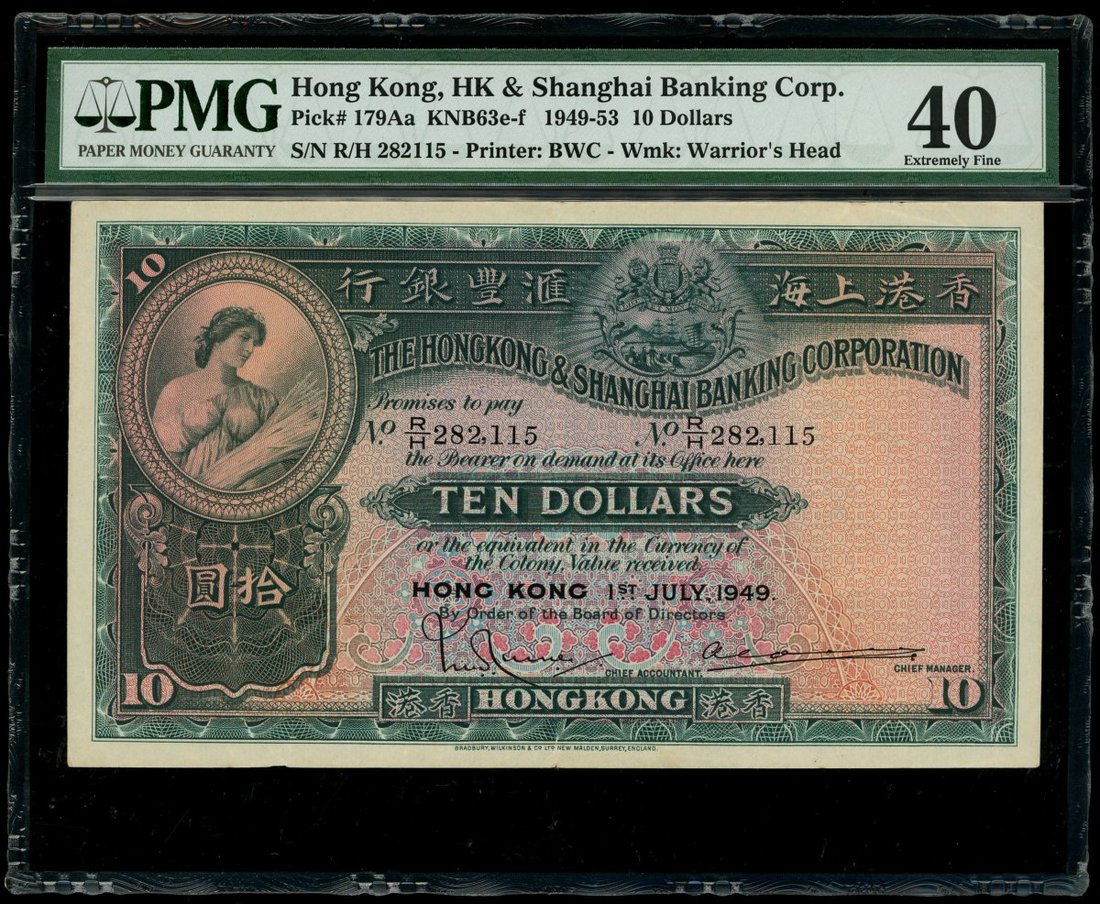 PMG
PAPER MONEY GUARANTY
Hong Kong, HK & Shanghai Banking Corp.
Pick# 179Aa KNB63e-f 1949-53 10 Dollars
S/N R/H 282115 - Printer: BWC - Wmk: Warrior's Head
40
Extremely Fine
10
行銀豐滙 海上港香
THE HONGKONG & SHANGHAI BANKING CORPORATION
Promises to pay
No. R/H 282,115 No. R/H 282,115
the Bearer on demand at its Office here
TEN DOLLARS
or the equivalent in the Currency of
the Colony, Value received.
圓拾
HONG KONG 1ST JULY, 1949.
By Order of the Board of Directors
CHIEF ACCOUNTANT. CHIEF MANAGER.
10 港香 HONGKONG 港香 10
BRADBURY, WILKINSON & CO LTD NEW MALDEN, SURREY, ENGLAND.